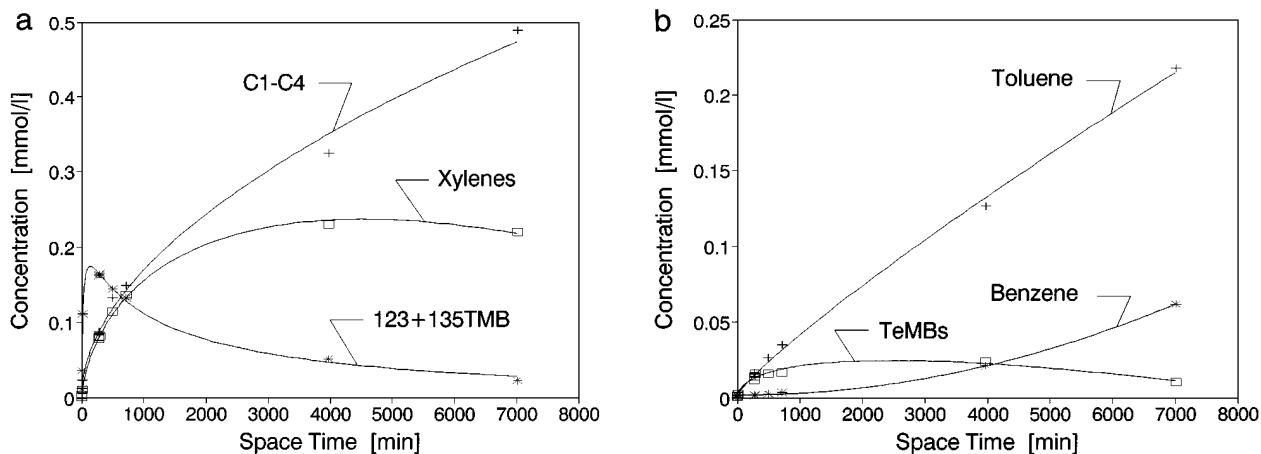 a
0.5
0.4
0.3
0.2
0.1
0
Concentration [mmol/l]
C1-C4
Xylenes
123+135TMB
0 1000 2000 3000 4000 5000 6000 7000 8000
Space Time [min]
b
0.25
0.2
0.15
0.1
0.05
0
Concentration [mmol/l]
Toluene
Benzene
TeMBs
0 1000 2000 3000 4000 5000 6000 7000 8000
Space Time [min]